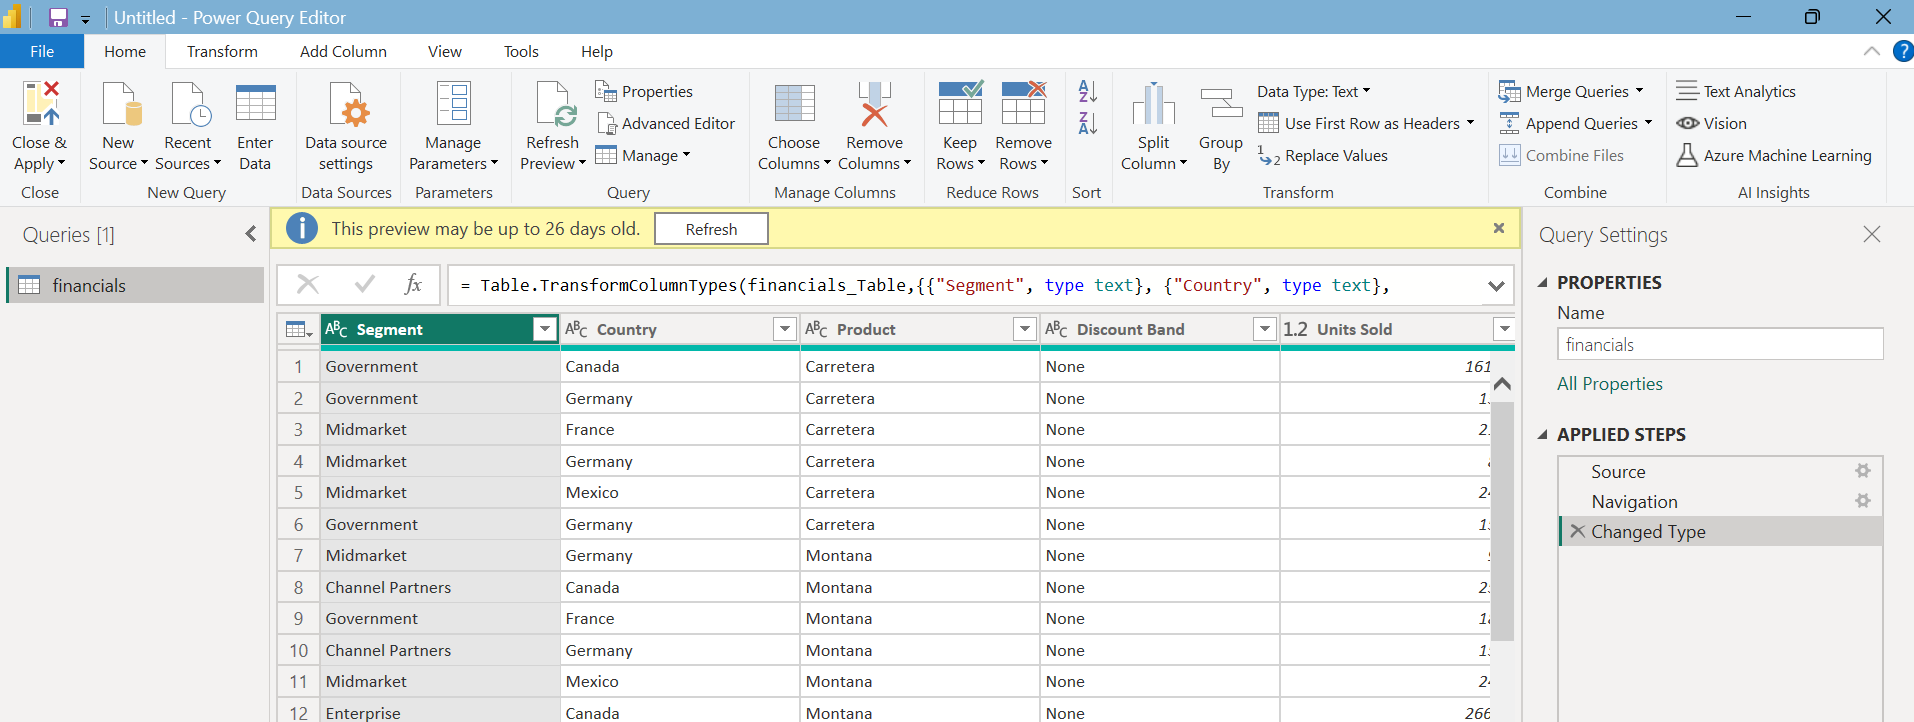 Untitled - Power Query Editor
File Home Transform Add Column View Tools Help
Close & Apply
New Source
Recent Sources
Enter Data
Data source settings
Manage Parameters
Refresh Preview
Properties
Advanced Editor
Manage
Choose Columns
Remove Columns
Keep Rows
Remove Rows
Split Column
Group By
Data Type: Text
Use First Row as Headers
Replace Values
Merge Queries
Append Queries
Combine Files
Text Analytics
Vision
Azure Machine Learning
Close New Query Data Sources Parameters Query Manage Columns Reduce Rows Sort Transform Combine AI Insights
Queries [1]
financials
This preview may be up to 26 days old. Refresh
fx = Table.TransformColumnTypes(financials_Table,{{"Segment", type text}, {"Country", type text},
ABC Segment ABC Country ABC Product ABC Discount Band 1.2 Units Sold
1 Government Canada Carretera None
2 Government Germany Carretera None
3 Midmarket France Carretera None
4 Midmarket Germany Carretera None
5 Midmarket Mexico Carretera None
6 Government Germany Carretera None
7 Midmarket Germany Montana None
8 Channel Partners Canada Montana None
9 Government France Montana None
10 Channel Partners Germany Montana None
11 Midmarket Mexico Montana None
12 Enterprise Canada Montana None
Query Settings
PROPERTIES
Name
financials
All Properties
APPLIED STEPS
Source
Navigation
Changed Type